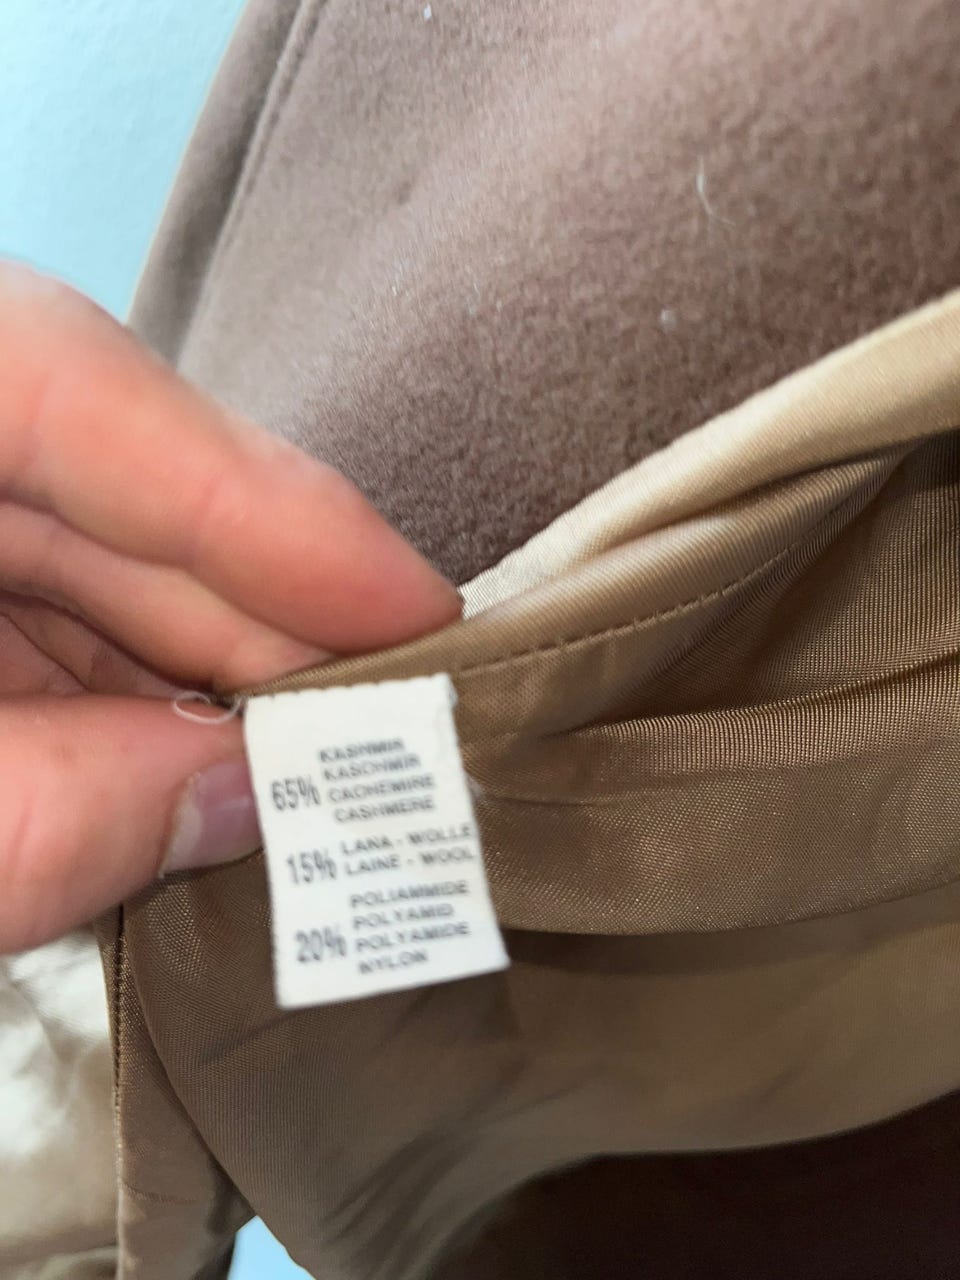 65% KASHMIR
KASCHMIR
CACHEMIRE
CASHMERE
15% LANA - WOLLE
LAINE - WOOL
20% POLIAMMIDE
POLYAMID
POLYAMIDE
NYLON